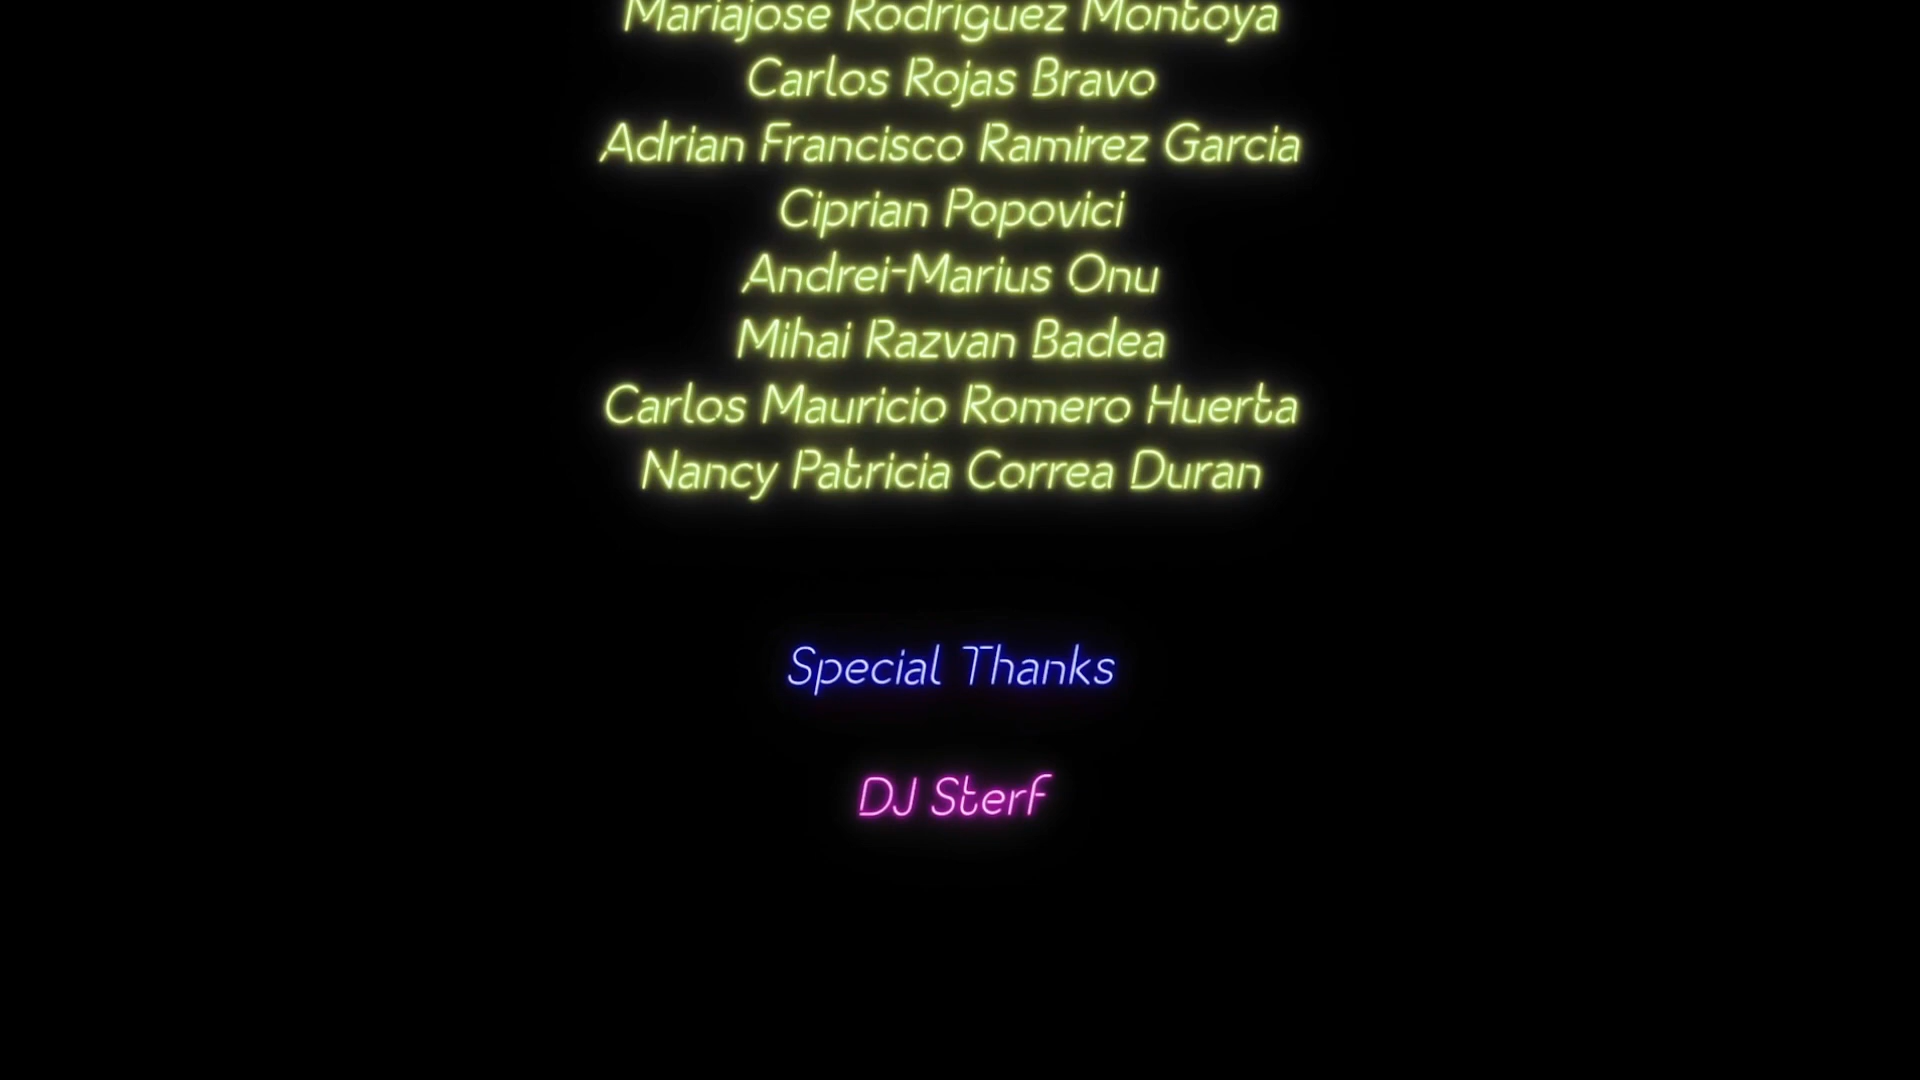 Mariajose Rodriguez Montoya
Carlos Rojas Bravo
Adrian Francisco Ramirez Garcia
Ciprian Popovici
Andrei-Marius Onu
Mihai Razvan Badea
Carlos Mauricio Romero Huerta
Nancy Patricia Correa Duran
Special Thanks
DJ Sterf